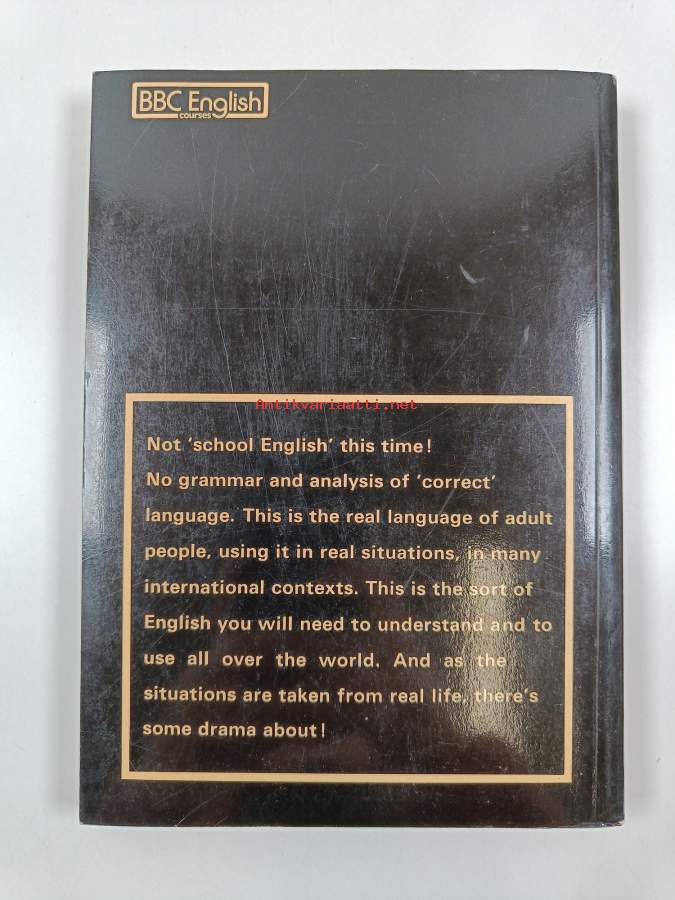 BBC English
courses
Antikvariaatti.net
Not ‘school English’ this time!
No grammar and analysis of ‘correct’
language. This is the real language of adult
people, using it in real situations, in many
international contexts. This is the sort of
English you will need to understand and to
use all over the world. And as the
situations are taken from real life, there's
some drama about!